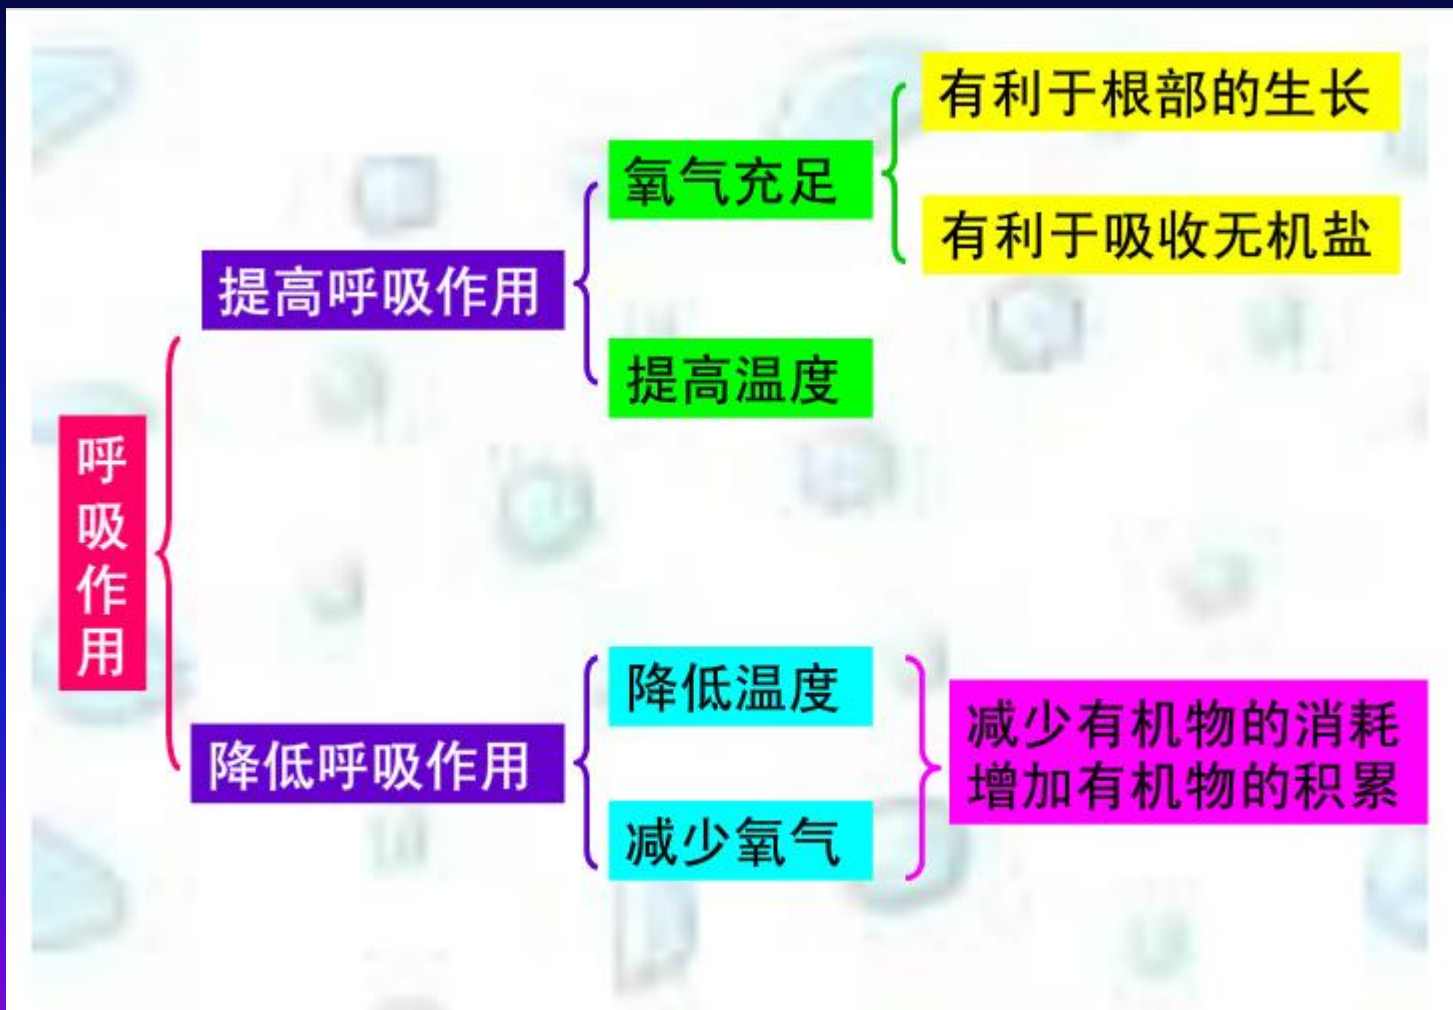 有利于根部的生长
氧气充足
有利于吸收无机盐
提高呼吸作用
提高温度
呼吸作用
降低温度
降低呼吸作用
减少有机物的消耗
增加有机物的积累
减少氧气